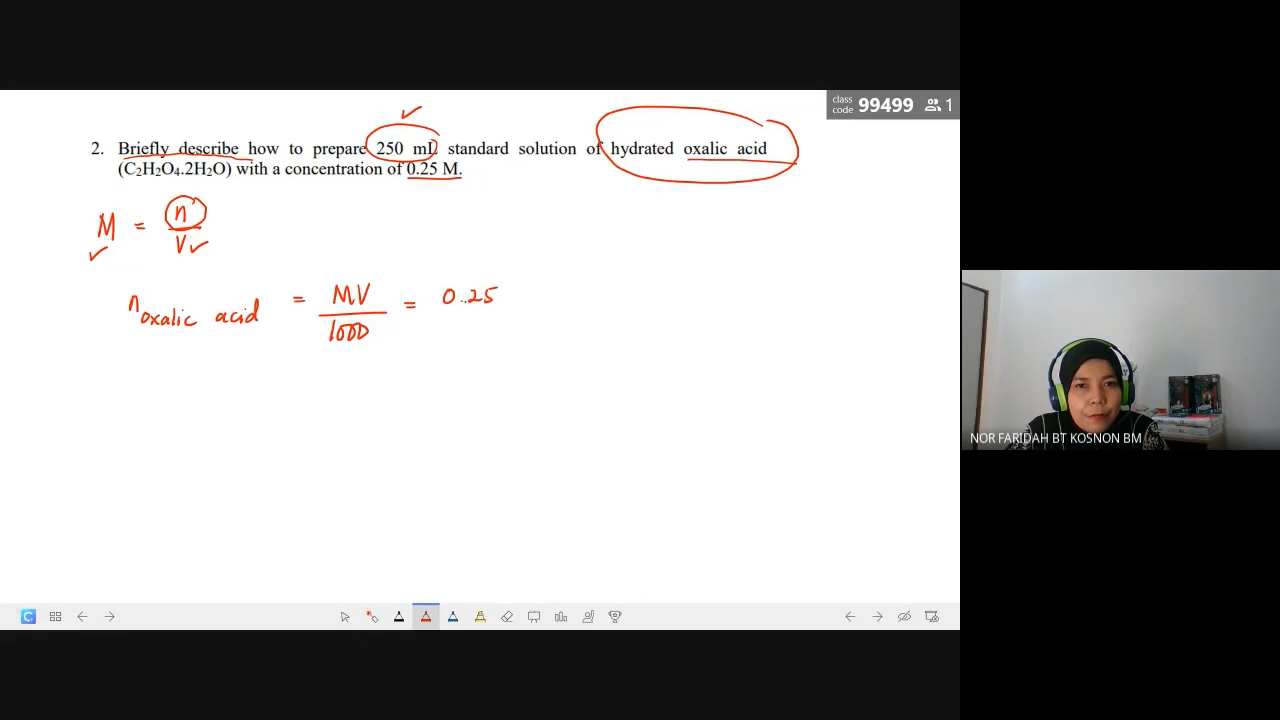 class code 99499 1
2. Briefly describe how to prepare 250 mL standard solution of hydrated oxalic acid
(C2H2O4.2H2O) with a concentration of 0.25 M.
M = n
V
n oxalic acid = MV = 0.25
1000
NOR FARIDAH BT KOSNON BM
C